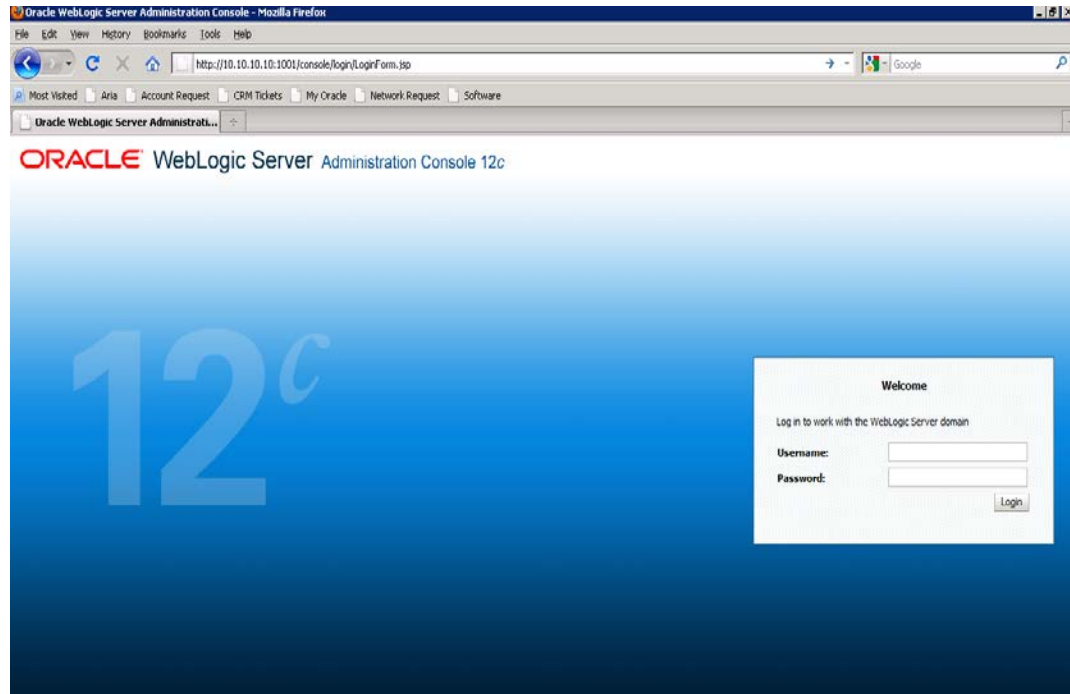 Oracle WebLogic Server Administration Console - Mozilla Firefox
File Edit View History Bookmarks Tools Help
http://10.10.10.10:1001/console/login/LoginForm.jsp
Google
Most Visited Aria Account Request CRM Tickets My Oracle Network Request Software
Oracle WebLogic Server Administrati...
ORACLE WebLogic Server Administration Console 12c
12c
Welcome
Log in to work with the WebLogic Server domain
Username:
Password:
Login